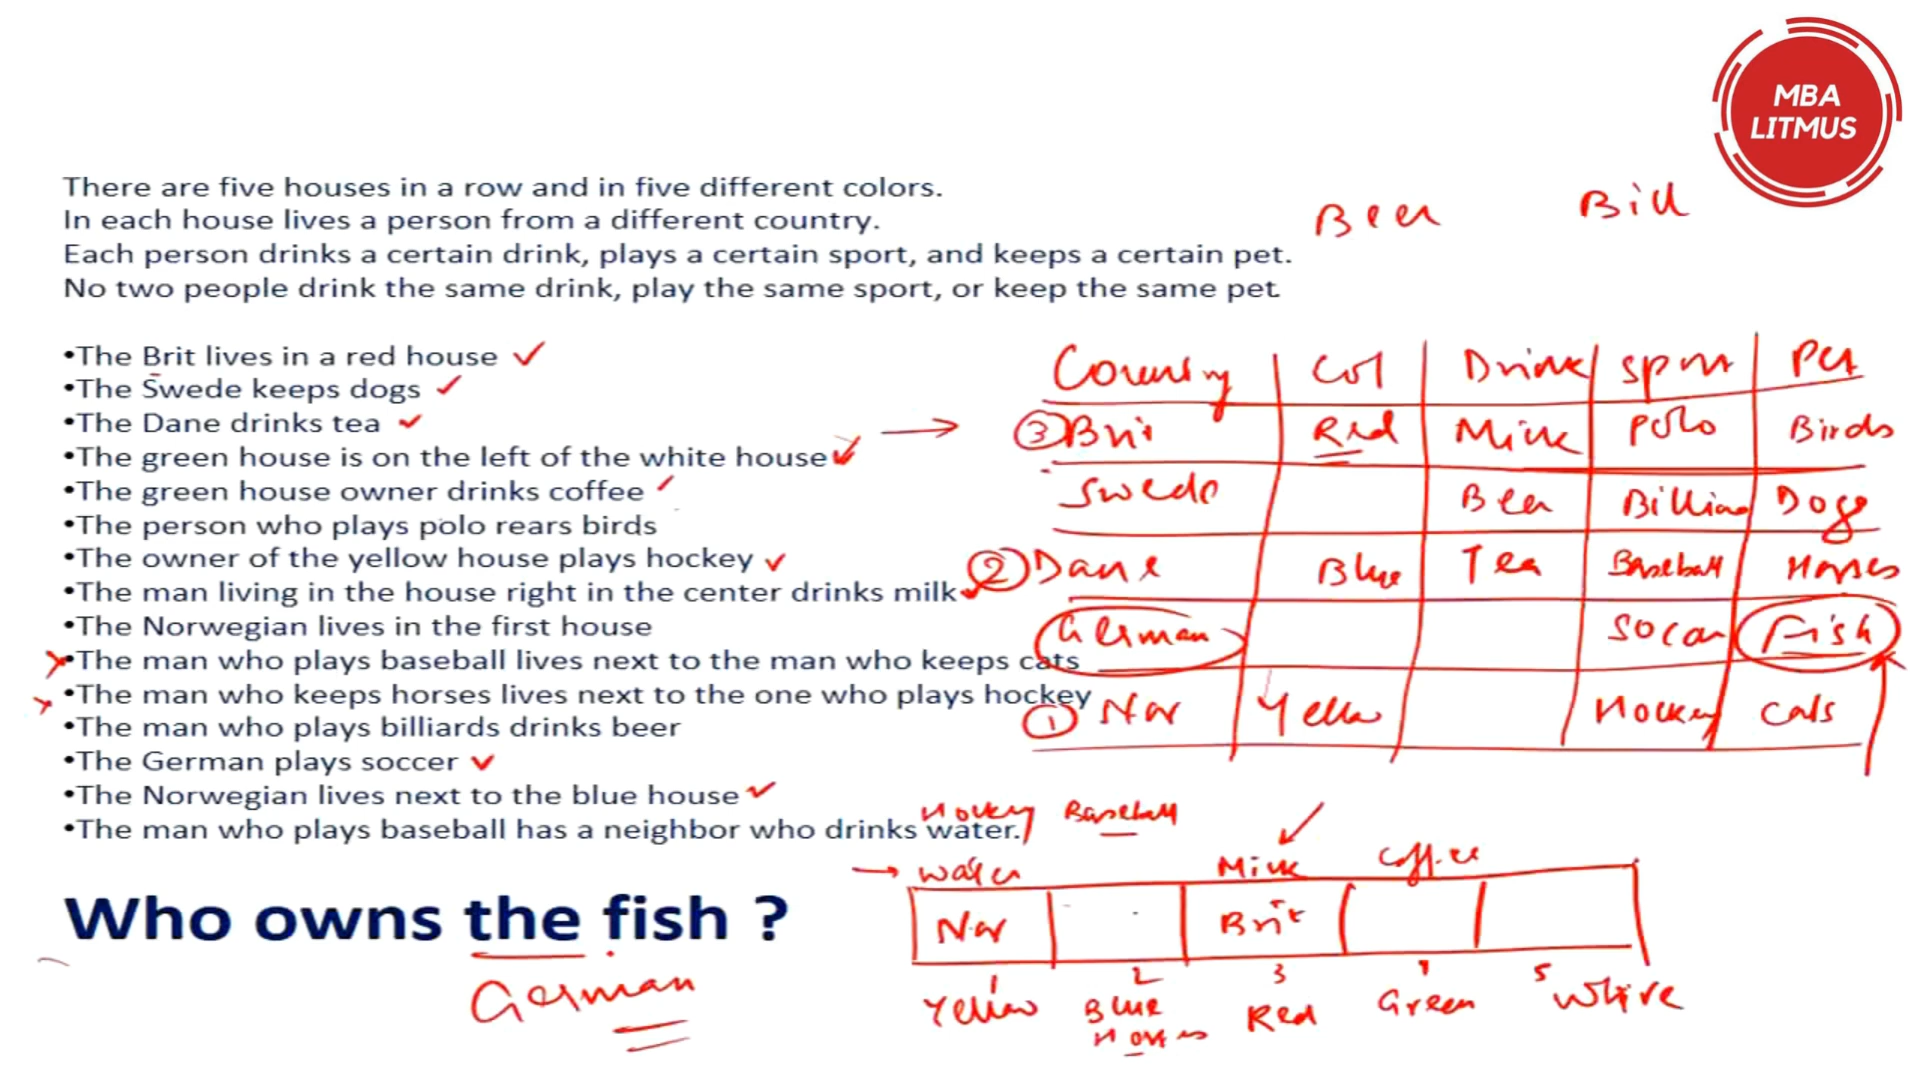 MBA
LITMUS
There are five houses in a row and in five different colors.
In each house lives a person from a different country.
Each person drinks a certain drink, plays a certain sport, and keeps a certain pet.
No two people drink the same drink, play the same sport, or keep the same pet.
Beer Bill
•The Brit lives in a red house
•The Swede keeps dogs
•The Dane drinks tea
•The green house is on the left of the white house
•The green house owner drinks coffee
•The person who plays polo rears birds
•The owner of the yellow house plays hockey
•The man living in the house right in the center drinks milk
•The Norwegian lives in the first house
•The man who plays baseball lives next to the man who keeps cats
•The man who keeps horses lives next to the one who plays hockey
•The man who plays billiards drinks beer
•The German plays soccer
•The Norwegian lives next to the blue house
•The man who plays baseball has a neighbor who drinks water.
Country Col Drink Sport Pet
3 Brit Red Milk Polo Birds
Swede Beer Dogs
2 Dane Blue Tea Baseball Horses
German Fish
1 Nor Yellow Hockey Cats
Hockey Baseball
Water Milk Coffee
Nor Brit
1 2 3 4 5
Yellow Blue Red Green White
Horses
Who owns the fish ?
German